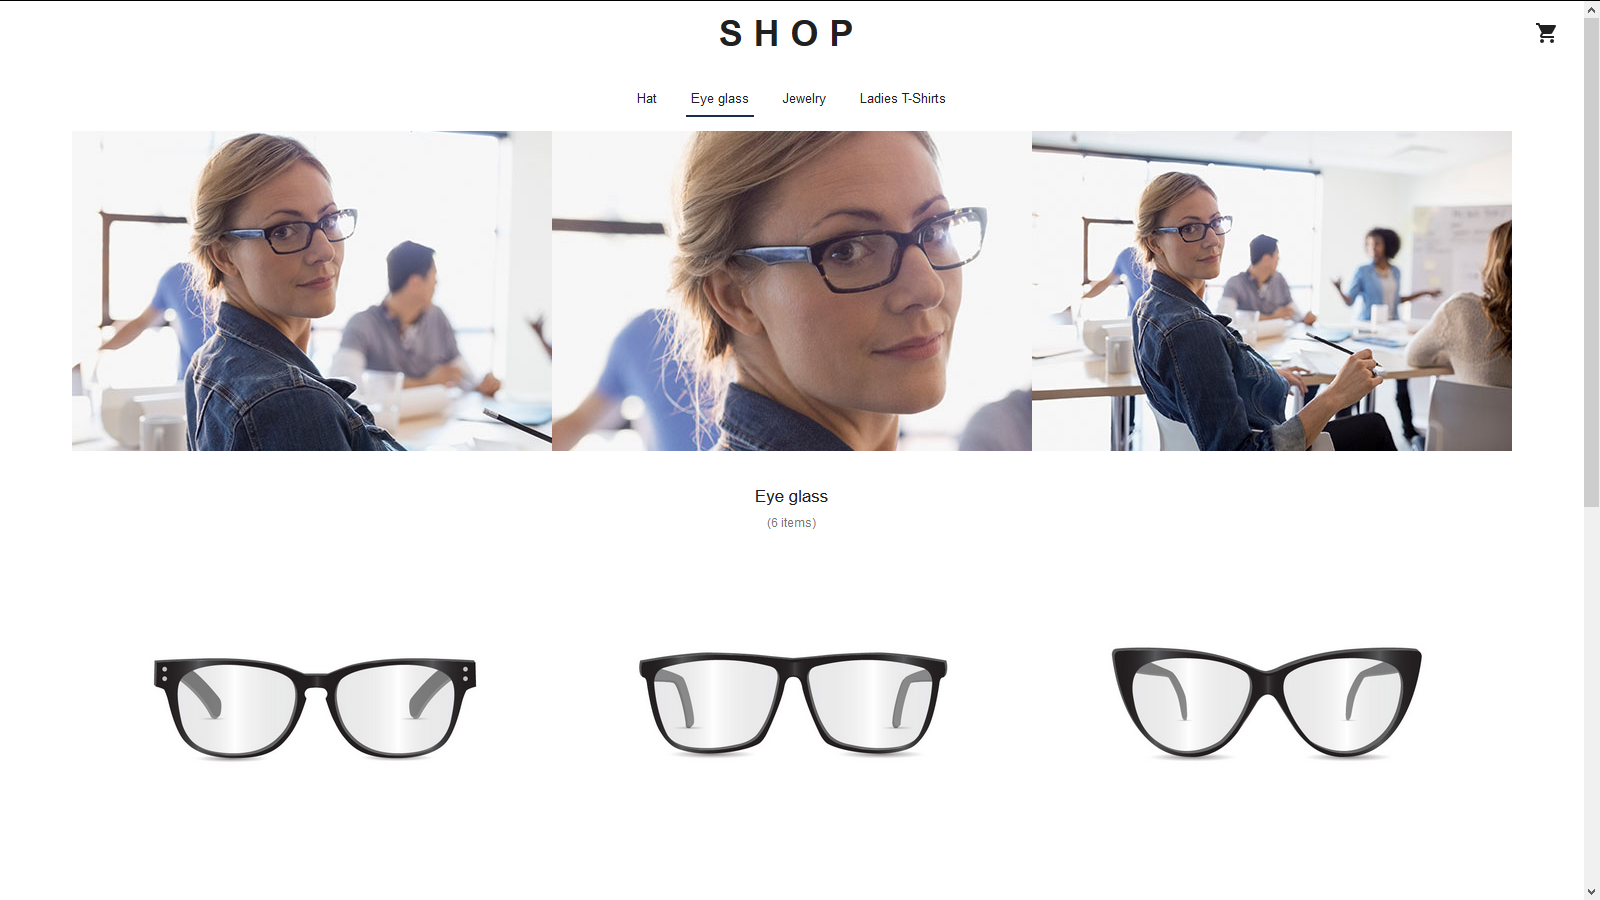 SHOP
Hat Eye glass Jewelry Ladies T-Shirts
Eye glass
(6 items)